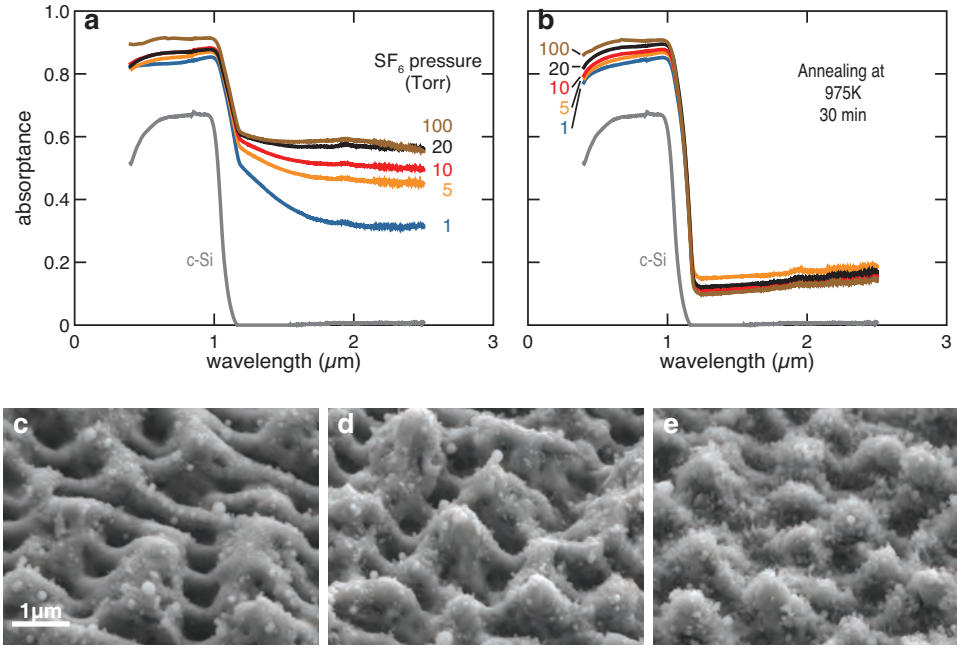 a
1.0
0.8
0.6
0.4
0.2
0
absorptance
SF₆ pressure
(Torr)
100
20
10
5
1
c-Si
0
1
2
3
wavelength (µm)
b
100
20
10
5
1
Annealing at
975K
30 min
c-Si
0
1
2
3
wavelength (µm)
c
1µm
d
e